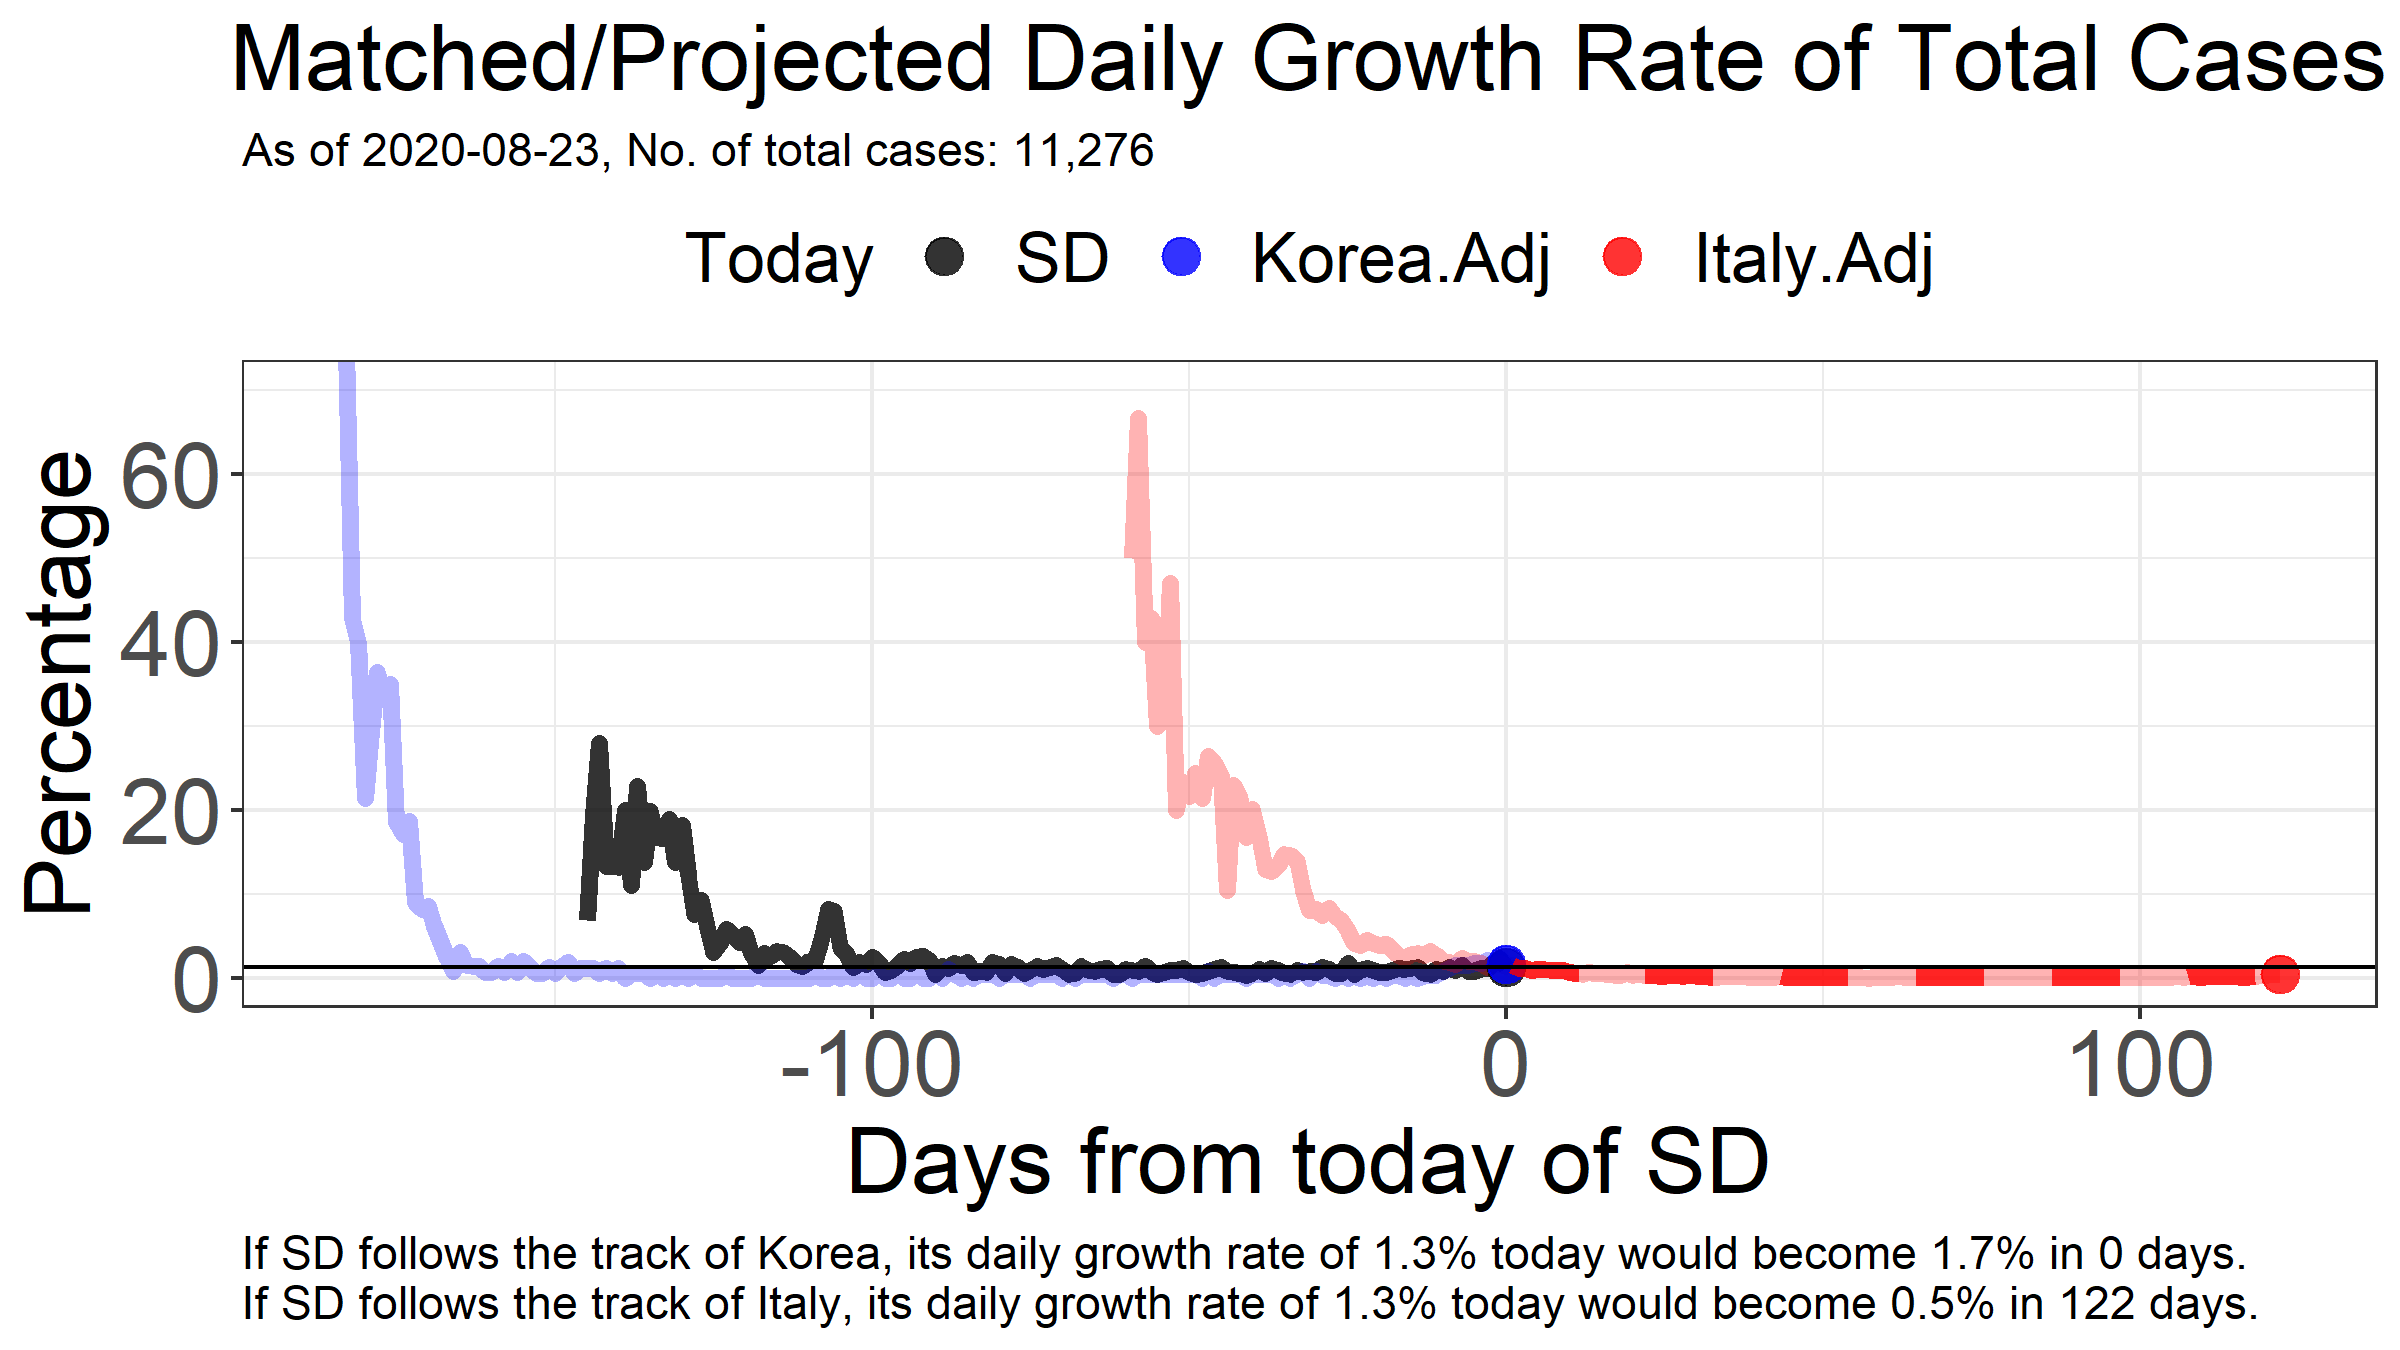 Matched/Projected Daily Growth Rate of Total Cases
As of 2020-08-23, No. of total cases: 11,276
Today SD Korea.Adj Italy.Adj
Percentage
60
40
20
0
-100 0 100
Days from today of SD
If SD follows the track of Korea, its daily growth rate of 1.3% today would become 1.7% in 0 days.
If SD follows the track of Italy, its daily growth rate of 1.3% today would become 0.5% in 122 days.